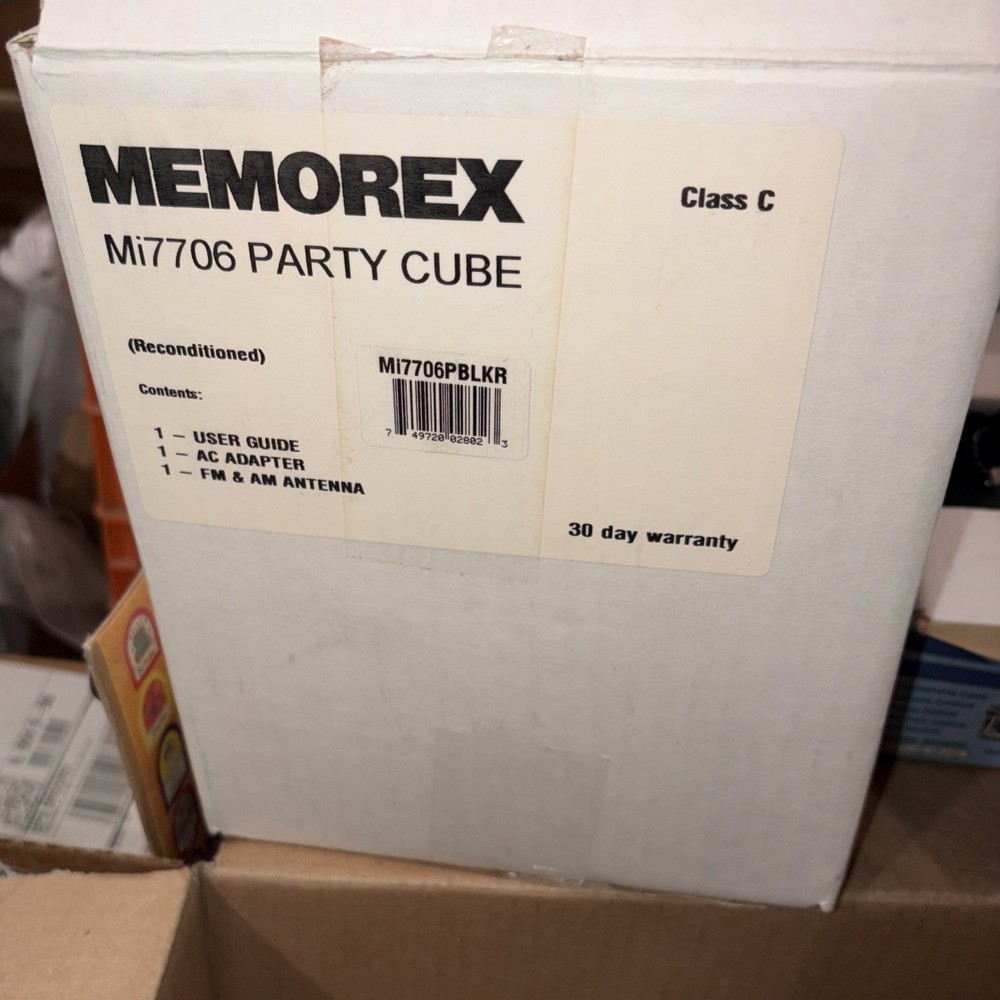 MEMOREX
Class C
Mi7706 PARTY CUBE
(Reconditioned)
Mi7706PBLKR
Contents:
7 49720 02802 3
1 – USER GUIDE
1 – AC ADAPTER
1 – FM & AM ANTENNA
30 day warranty